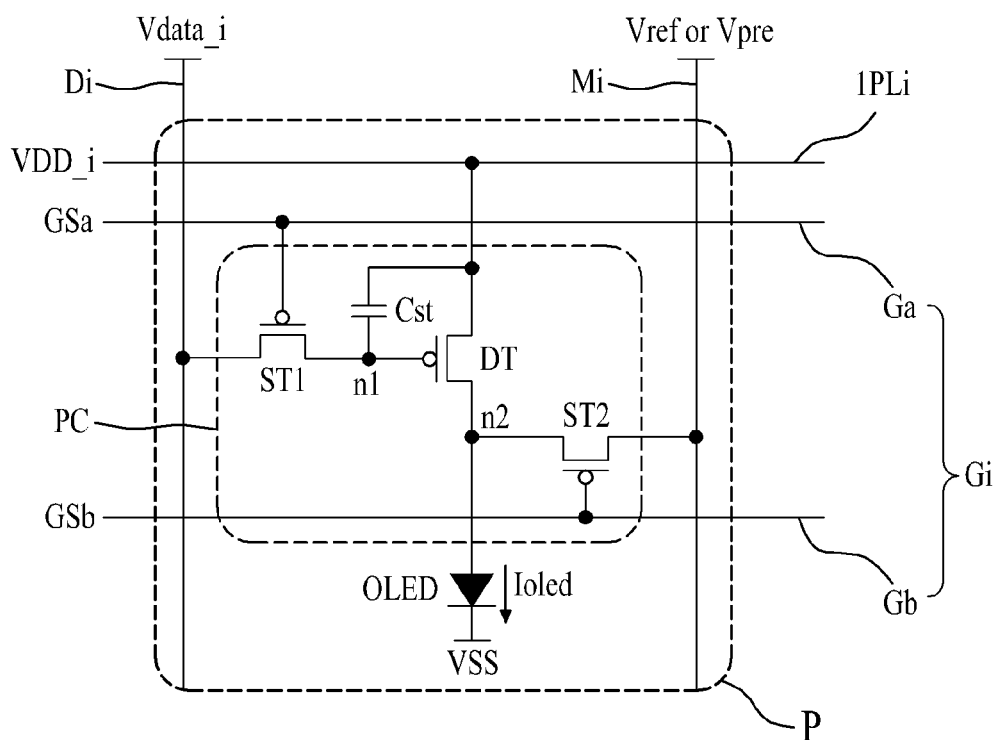 Vdata_i
Vref or Vpre
Di
Mi
1PLi
VDD_i
GSa
Ga
Cst
ST1
n1
DT
PC
n2
ST2
Gi
GSb
OLED
Ioled
Gb
VSS
P